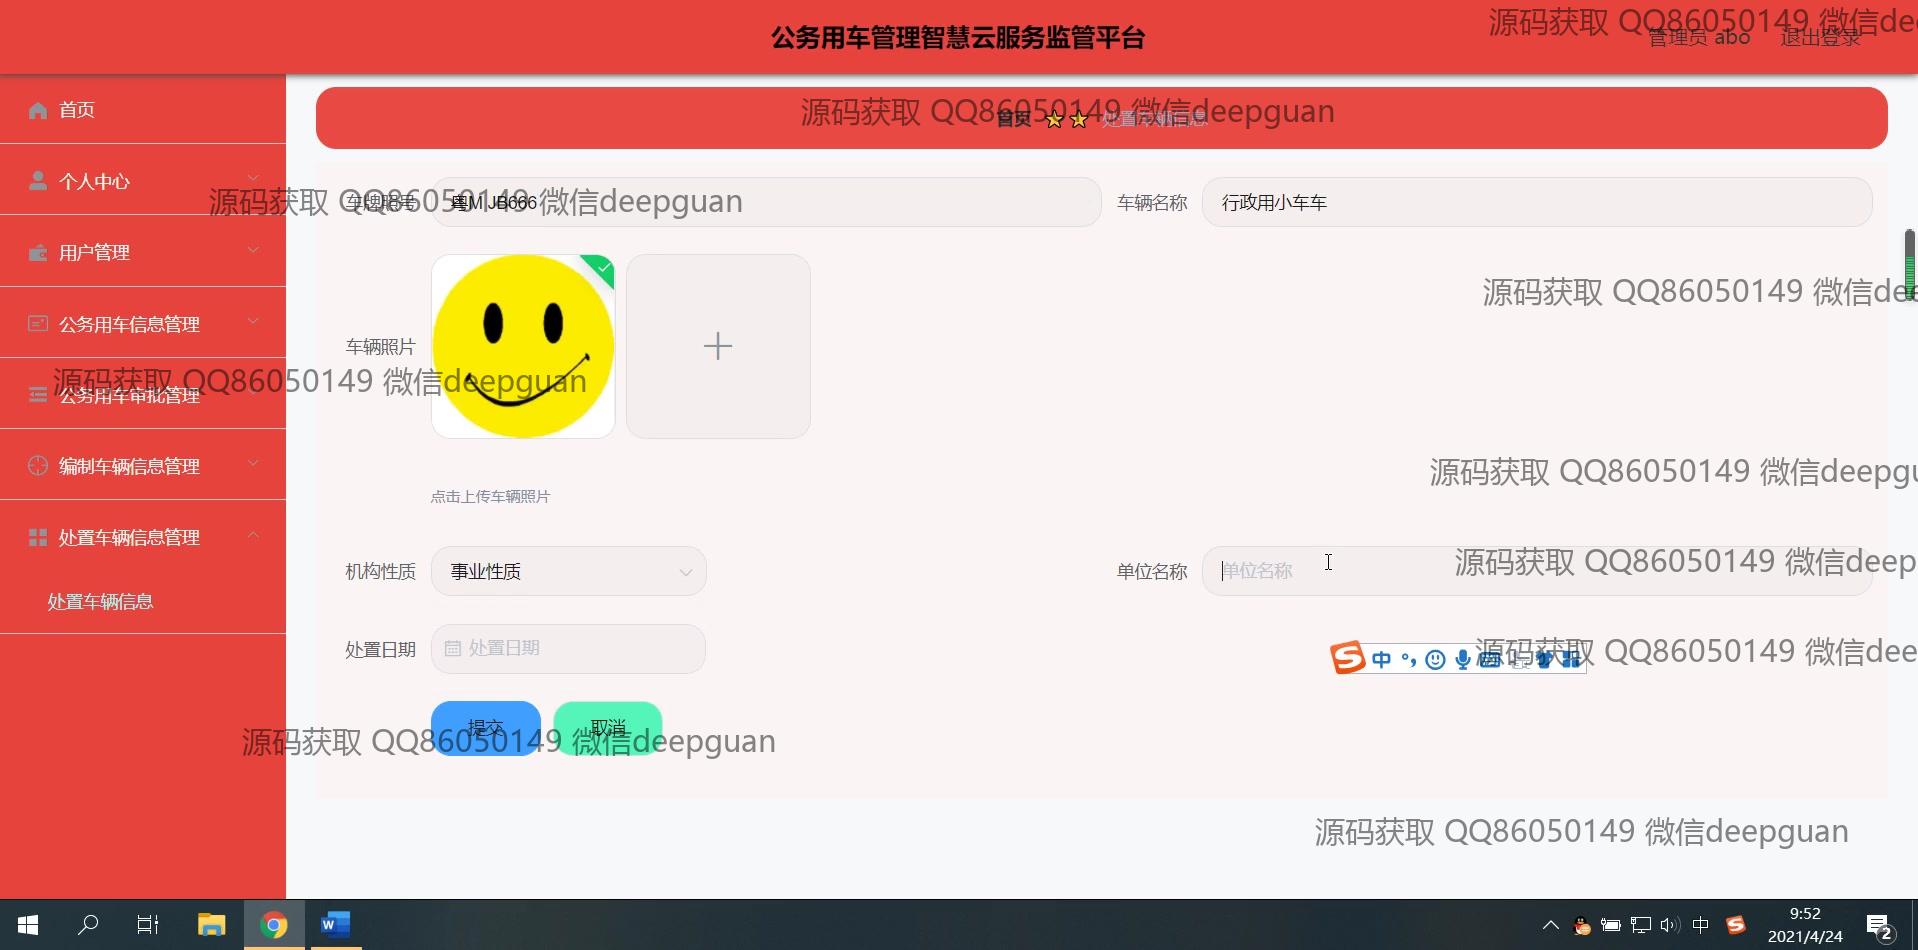 公务用车管理智慧云服务监管平台
源码获取 QQ86050149 微信de
管理员 abo
退出登录
首页
源码获取 QQ86050149 微信deepguan
首页
处置车辆信息
个人中心
源码获取 QQ86050149 微信deepguan
车牌照号
粤M JB666
车辆名称
行政用小车车
用户管理
源码获取 QQ86050149 微信de
公务用车信息管理
车辆照片
源码获取 QQ86050149 微信deepguan
公务用车审批管理
编制车辆信息管理
源码获取 QQ86050149 微信deepgu
点击上传车辆照片
处置车辆信息管理
机构性质
事业性质
单位名称
单位名称
源码获取 QQ86050149 微信deep
处置车辆信息
处置日期
处置日期
中
源码获取 QQ86050149 微信dee
提交
取消
源码获取 QQ86050149 微信deepguan
源码获取 QQ86050149 微信deepguan
中
9:52
2021/4/24
2